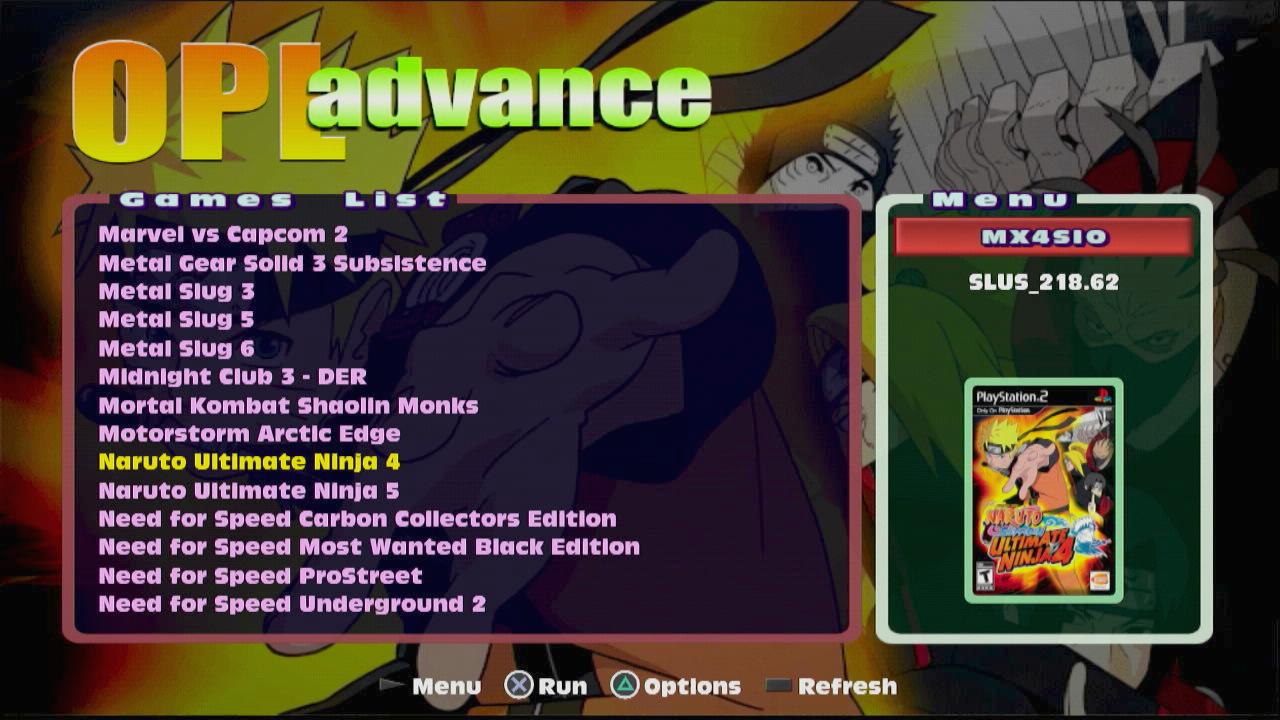 OPL advance
Games List
Marvel vs Capcom 2
Metal Gear Solid 3 Subsistence
Metal Slug 3
Metal Slug 5
Metal Slug 6
Midnight Club 3 - DER
Mortal Kombat Shaolin Monks
Motorstorm Arctic Edge
Naruto Ultimate Ninja 4
Naruto Ultimate Ninja 5
Need for Speed Carbon Collectors Edition
Need for Speed Most Wanted Black Edition
Need for Speed ProStreet
Need for Speed Underground 2
Menu
MX4SIO
SLUS_218.62
PlayStation.2
Only On PlayStation
NARUTO
ULTIMATE
NINJA 4
T
Menu Run Options Refresh